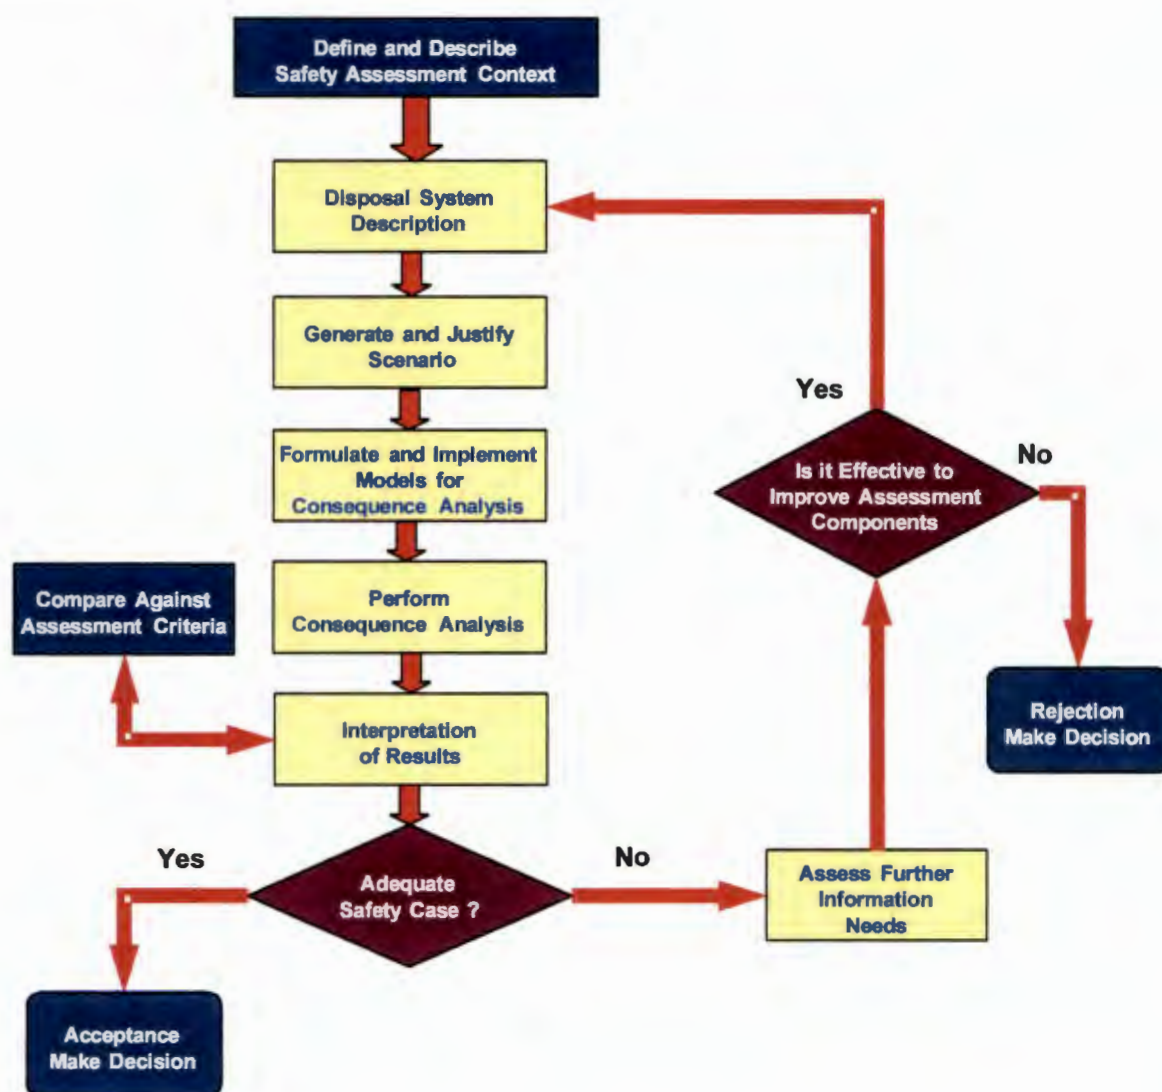 Define and Describe
Safety Assessment Context
Disposal System
Description
Generate and Justify
Scenario
Yes
No
Is it Effective to
Improve Assessment
Components
Formulate and Implement
Models for
Consequence Analysis
Compare Against
Assessment Criteria
Perform
Consequence Analysis
Rejection
Make Decision
Interpretation
of Results
Yes
No
Adequate
Safety Case ?
Assess Further
Information
Needs
Acceptance
Make Decision